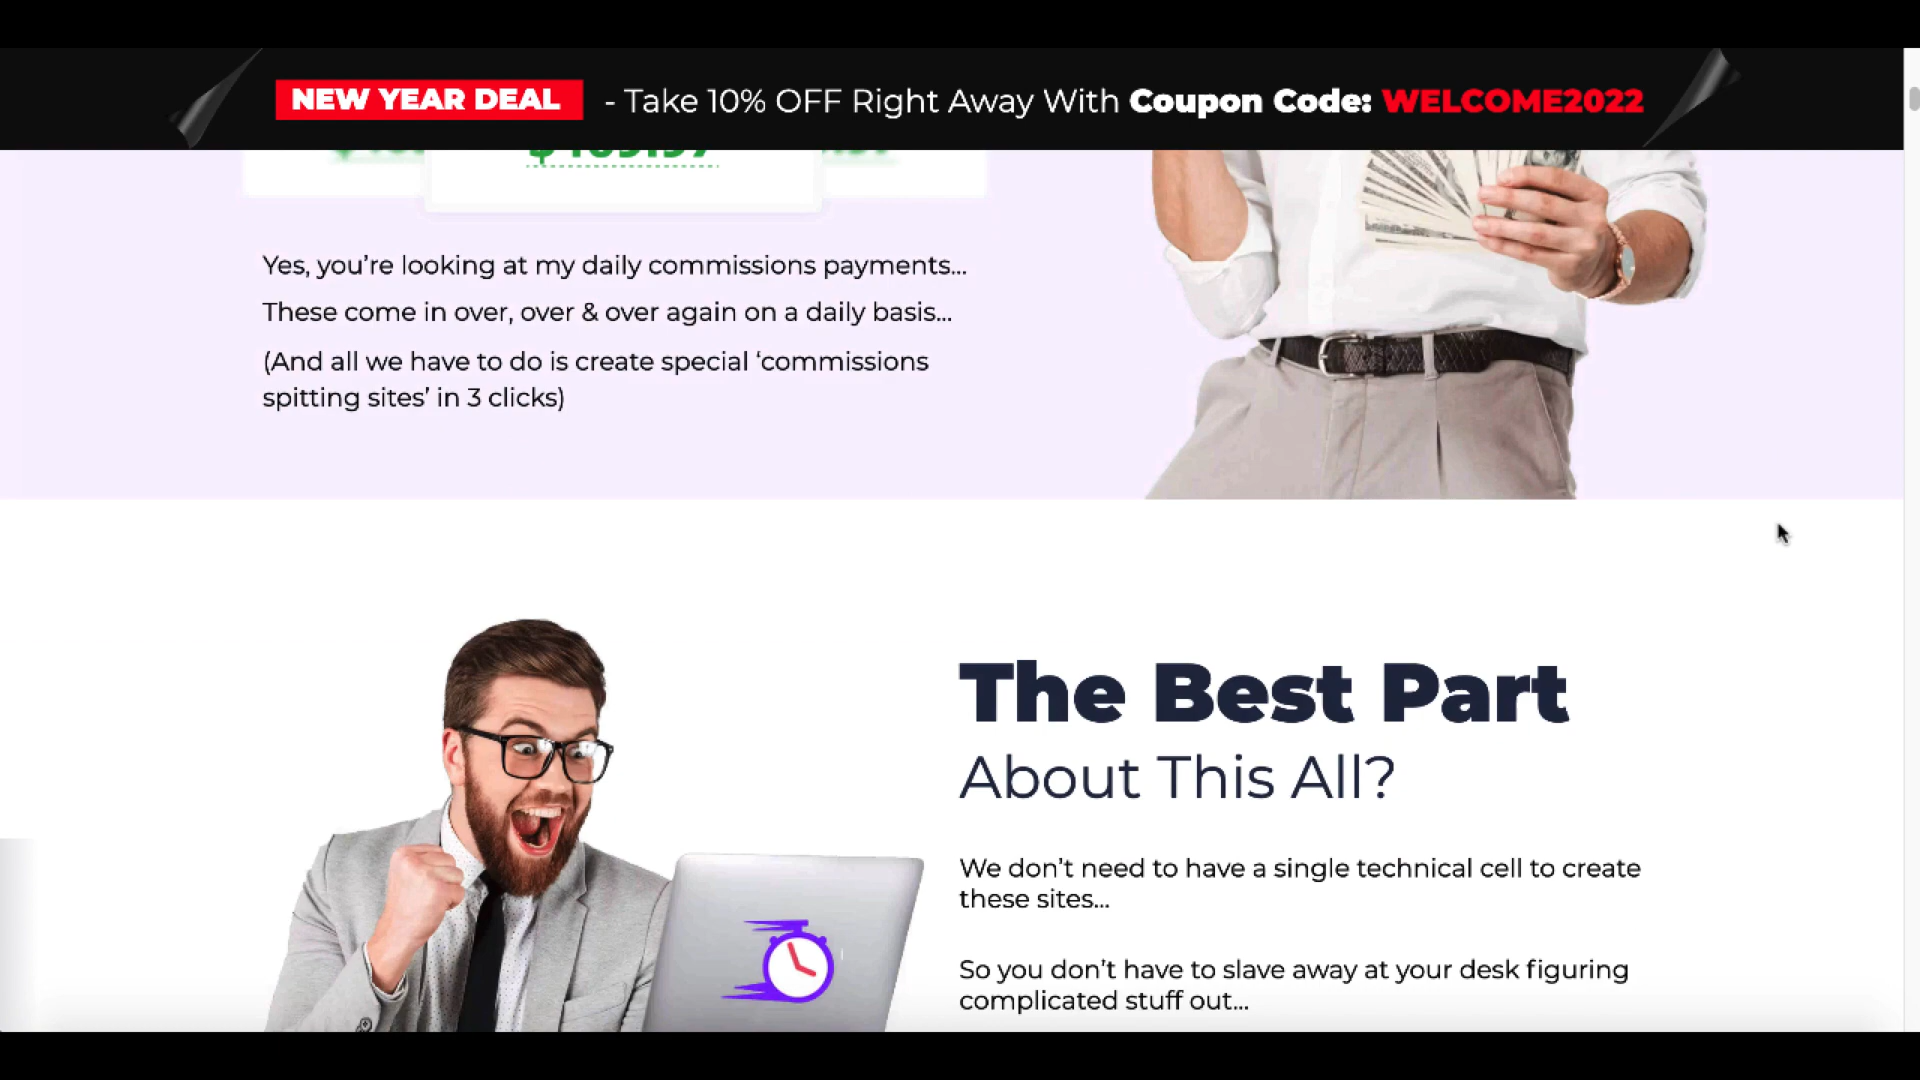 NEW YEAR DEAL - Take 10% OFF Right Away With Coupon Code: WELCOME2022
Yes, you're looking at my daily commissions payments...
These come in over, over & over again on a daily basis...
(And all we have to do is create special ‘commissions
spitting sites’ in 3 clicks)
The Best Part
About This All?
We don’t need to have a single technical cell to create
these sites...
So you don’t have to slave away at your desk figuring
complicated stuff out...